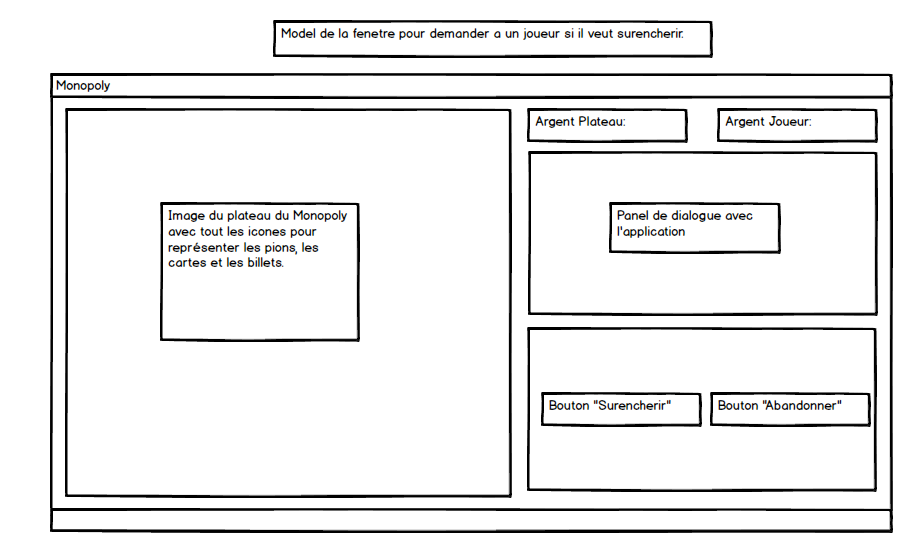 Model de la fenetre pour demander a un joueur si il veut surencherir.
Monopoly
Argent Plateau:
Argent Joueur:
Image du plateau du Monopoly
avec tout les icones pour
représenter les pions, les
cartes et les billets.
Panel de dialogue avec
l'application
Bouton "Surencherir"
Bouton "Abandonner"